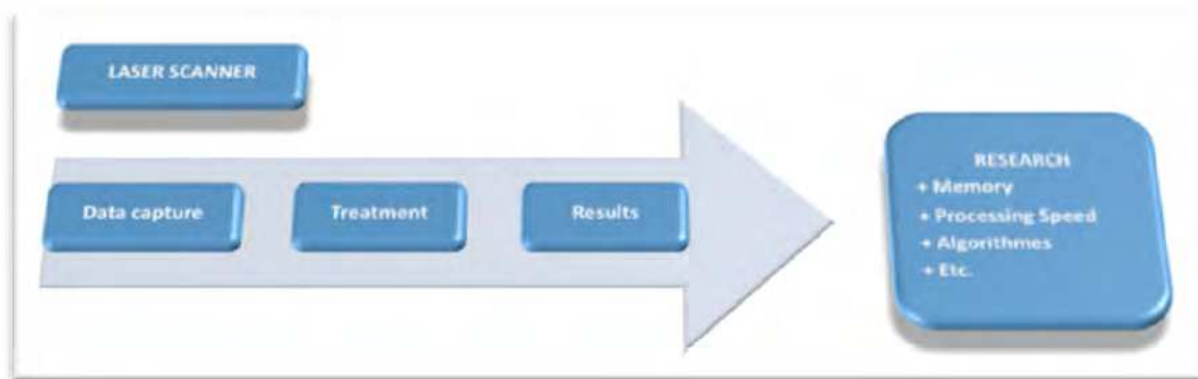 LASER SCANNER
Data capture
Treatment
Results
RESEARCH
+ Memory
+ Processing Speed
+ Algorithmes
+ Etc.